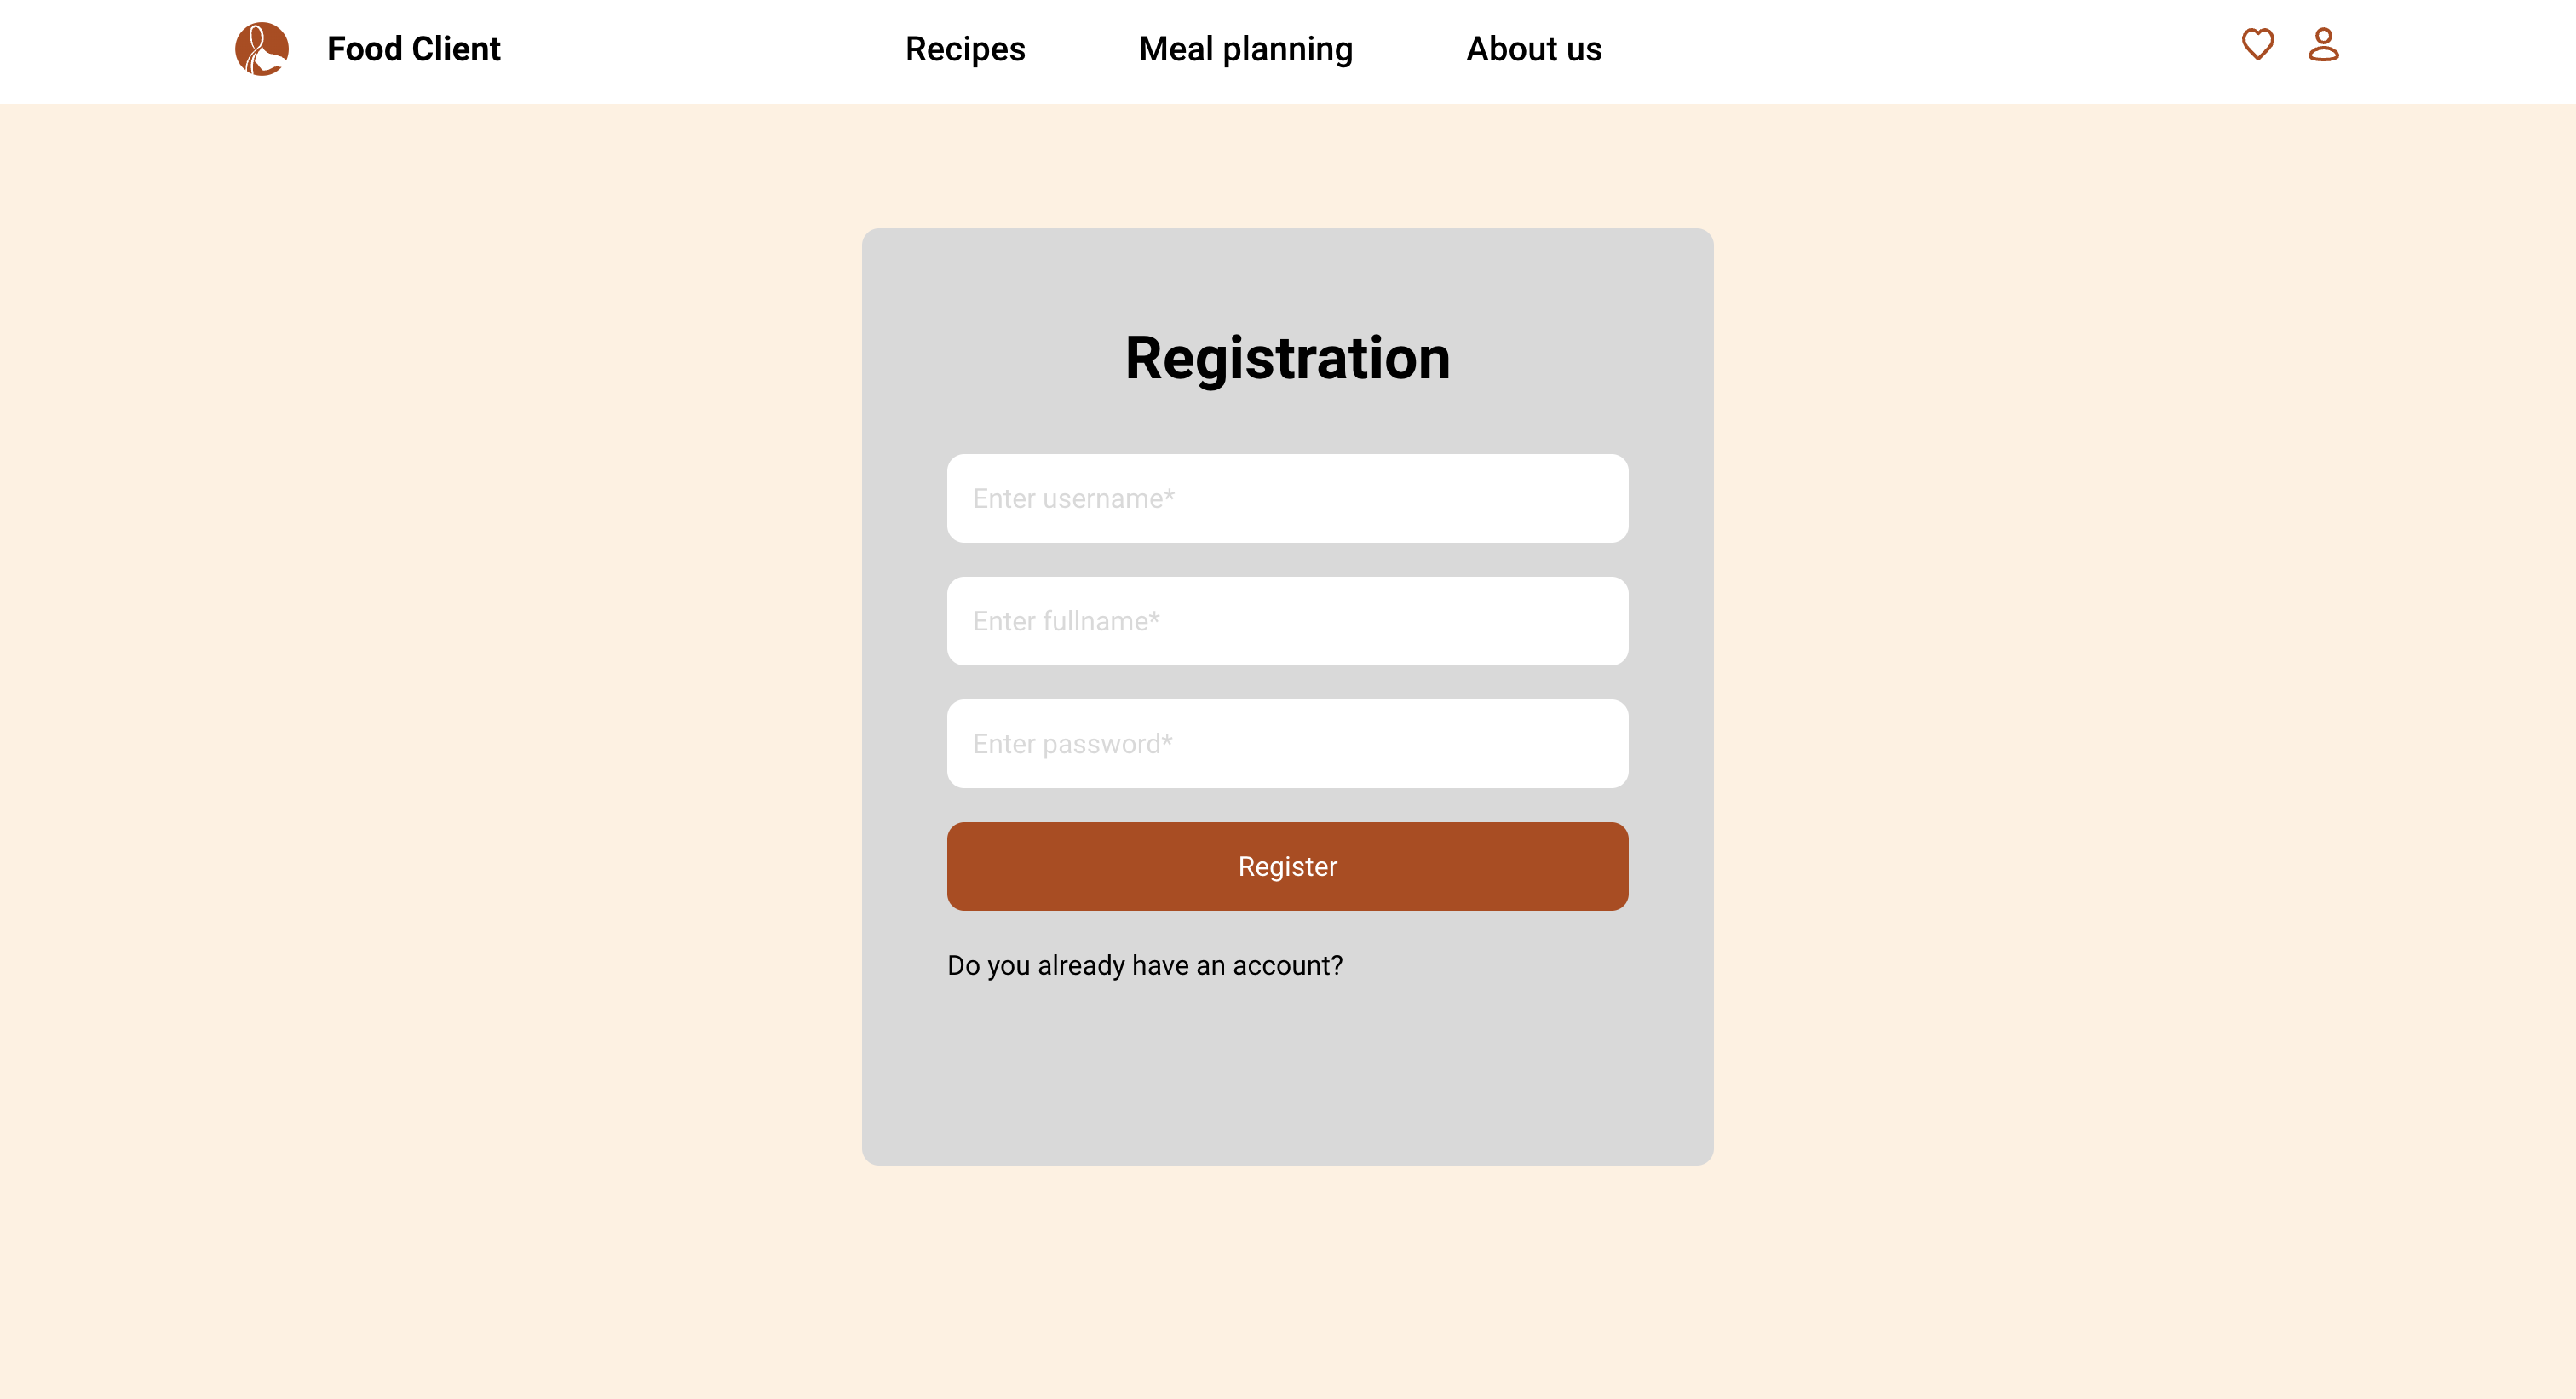 Food Client
Recipes
Meal planning
About us
Registration
Enter username*
Enter fullname*
Enter password*
Register
Do you already have an account?